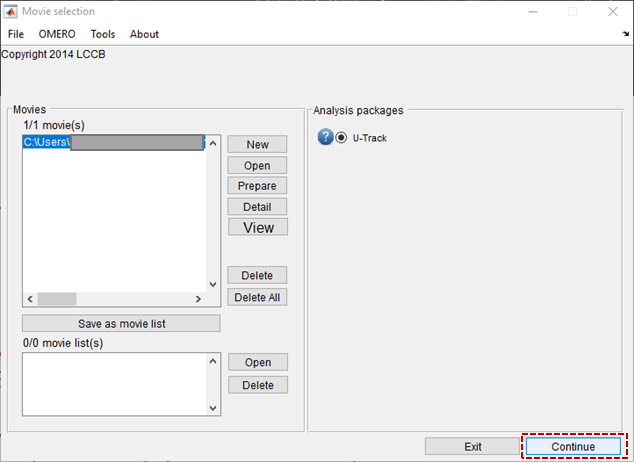 Movie selection
File OMERO Tools About
Copyright 2014 LCCB
Movies
1/1 movie(s)
C:\Users\
New
Open
Prepare
Detail
View
Delete
Delete All
Save as movie list
0/0 movie list(s)
Open
Delete
Analysis packages
? U-Track
Exit Continue